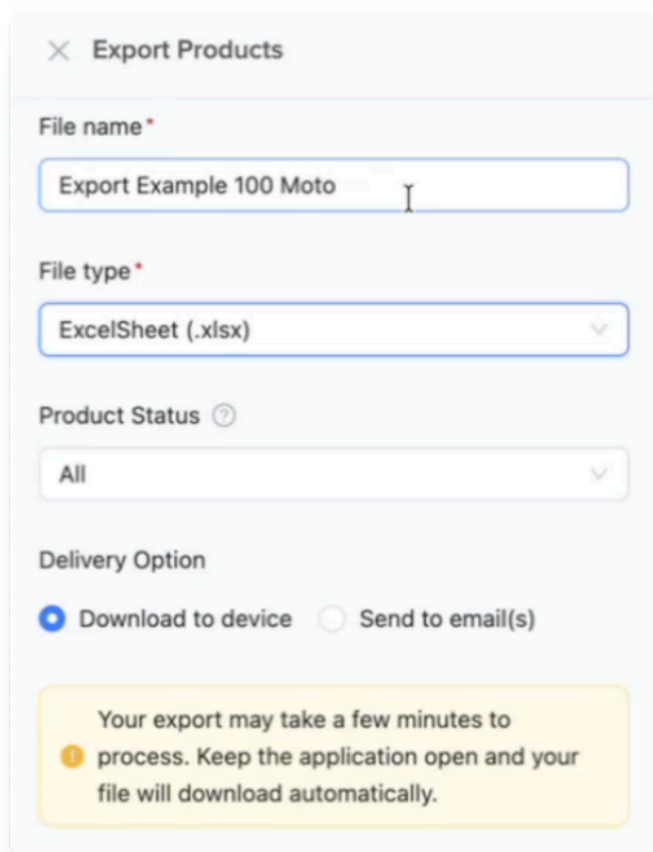 Export Products
File name*
Export Example 100 Moto
File type*
ExcelSheet (.xlsx)
Product Status ?
All
Delivery Option
Download to device Send to email(s)
Your export may take a few minutes to
process. Keep the application open and your
file will download automatically.